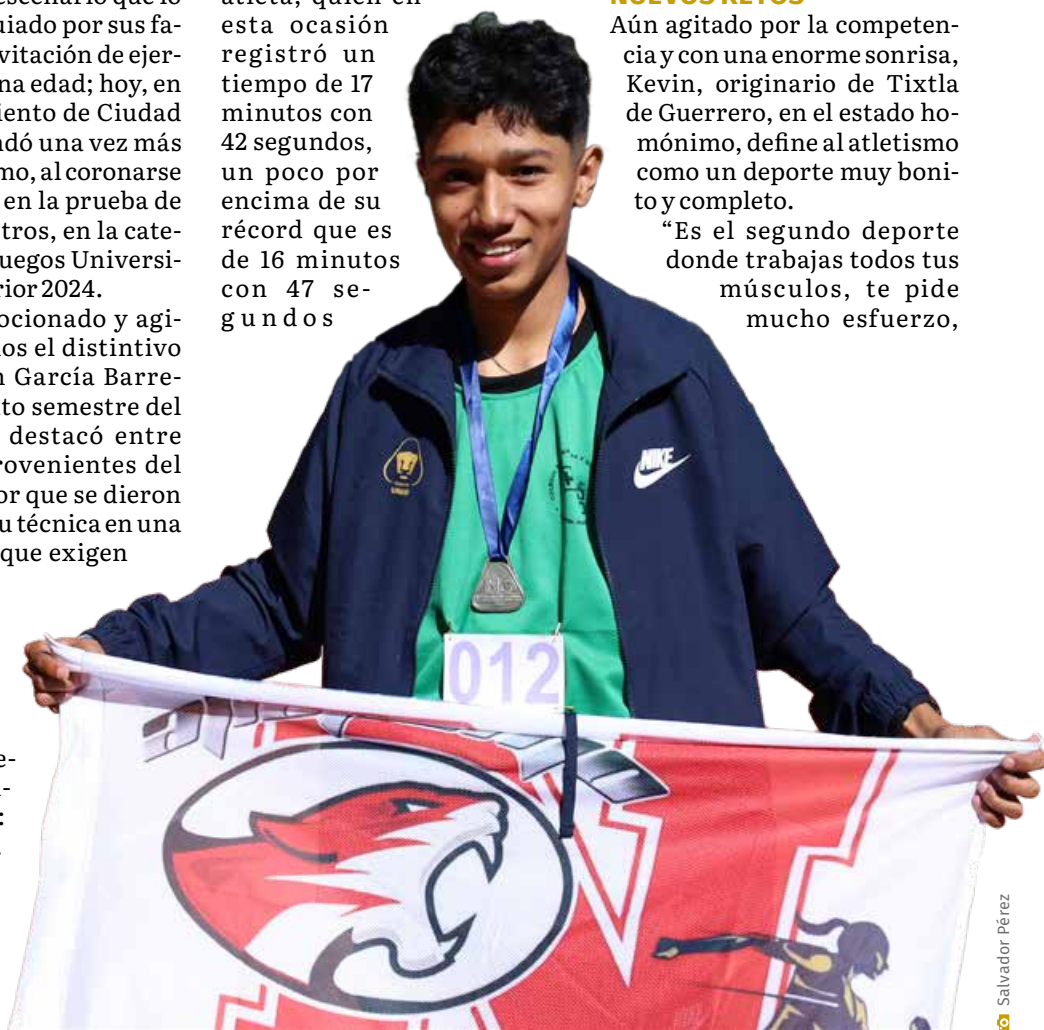 escenario que lo
uiado por sus fa-
vitación de ejer-
na edad; hoy, en
iento de Ciudad
ndó una vez más
mo, al coronarse
en la prueba de
tros, en la cate-
uegos Universi-
rior 2024.
ocionado y agi-
os el distintivo
n García Barre-
to semestre del
destacó entre
rovenientes del
or que se dieron
u técnica en una
que exigen
e-
atleta, quien en
esta ocasión
registró un
tiempo de 17
minutos con
42 segundos,
un poco por
encima de su
récord que es
de 16 minutos
con 47 se-
gundos
NUEVOS RETOS
Aún agitado por la competen-
cia y con una enorme sonrisa,
Kevin, originario de Tixtla
de Guerrero, en el estado ho-
mónimo, define al atletismo
como un deporte muy boni-
to y completo.
“Es el segundo deporte
donde trabajas todos tus
músculos, te pide
mucho esfuerzo,
NIKE
012
Salvador Pérez